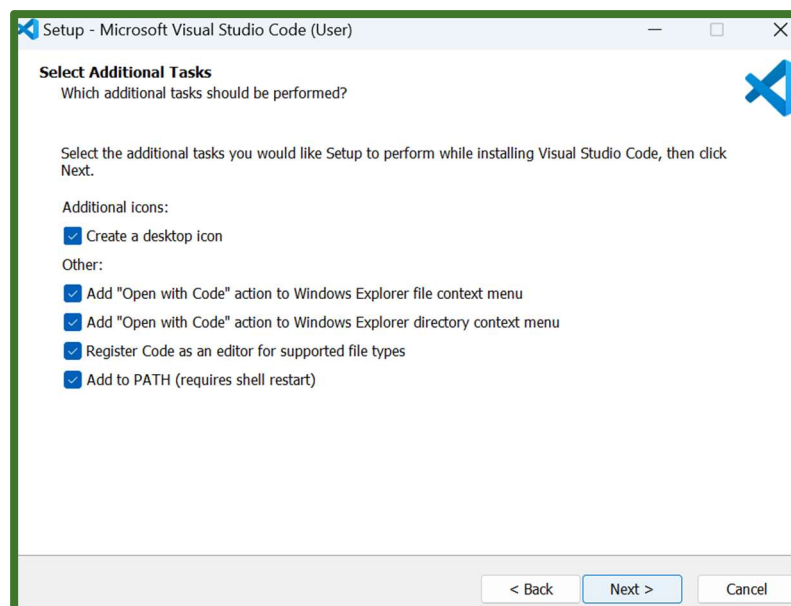 Setup - Microsoft Visual Studio Code (User)
Select Additional Tasks
Which additional tasks should be performed?
Select the additional tasks you would like Setup to perform while installing Visual Studio Code, then click
Next.
Additional icons:
Create a desktop icon
Other:
Add "Open with Code" action to Windows Explorer file context menu
Add "Open with Code" action to Windows Explorer directory context menu
Register Code as an editor for supported file types
Add to PATH (requires shell restart)
< Back Next > Cancel